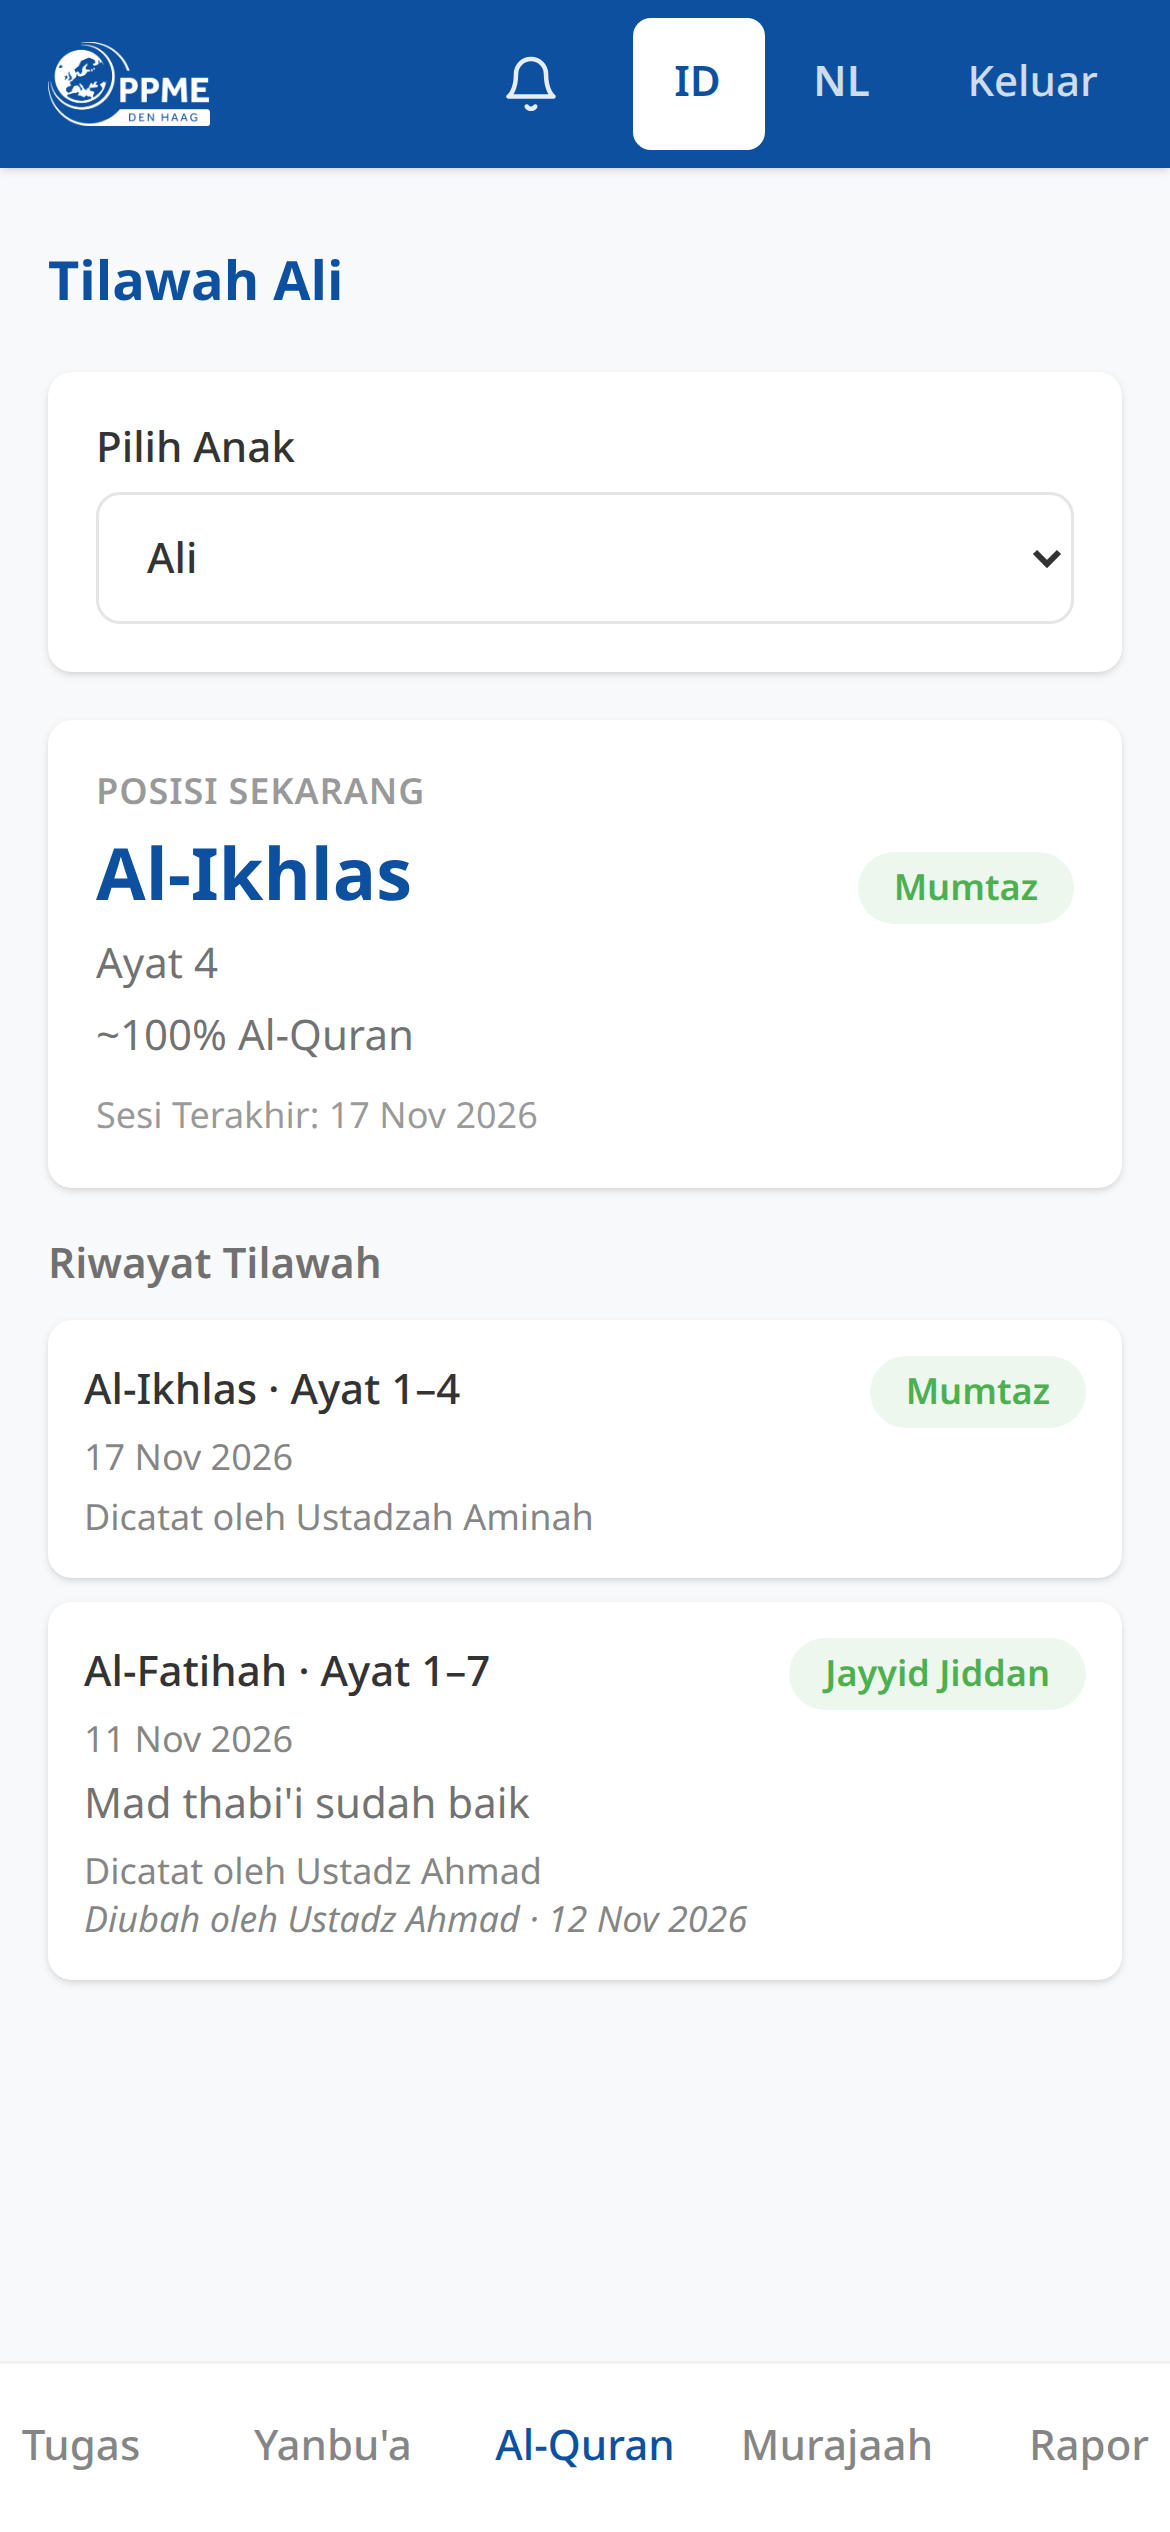 PPME
DEN HAAG
ID
NL
Keluar
Tilawah Ali
Pilih Anak
Ali
POSISI SEKARANG
Al-Ikhlas
Mumtaz
Ayat 4
~100% Al-Quran
Sesi Terakhir: 17 Nov 2026
Riwayat Tilawah
Al-Ikhlas · Ayat 1–4
Mumtaz
17 Nov 2026
Dicatat oleh Ustadzah Aminah
Al-Fatihah · Ayat 1–7
Jayyid Jiddan
11 Nov 2026
Mad thabi'i sudah baik
Dicatat oleh Ustadz Ahmad
Diubah oleh Ustadz Ahmad · 12 Nov 2026
Tugas
Yanbu'a
Al-Quran
Murajaah
Rapor